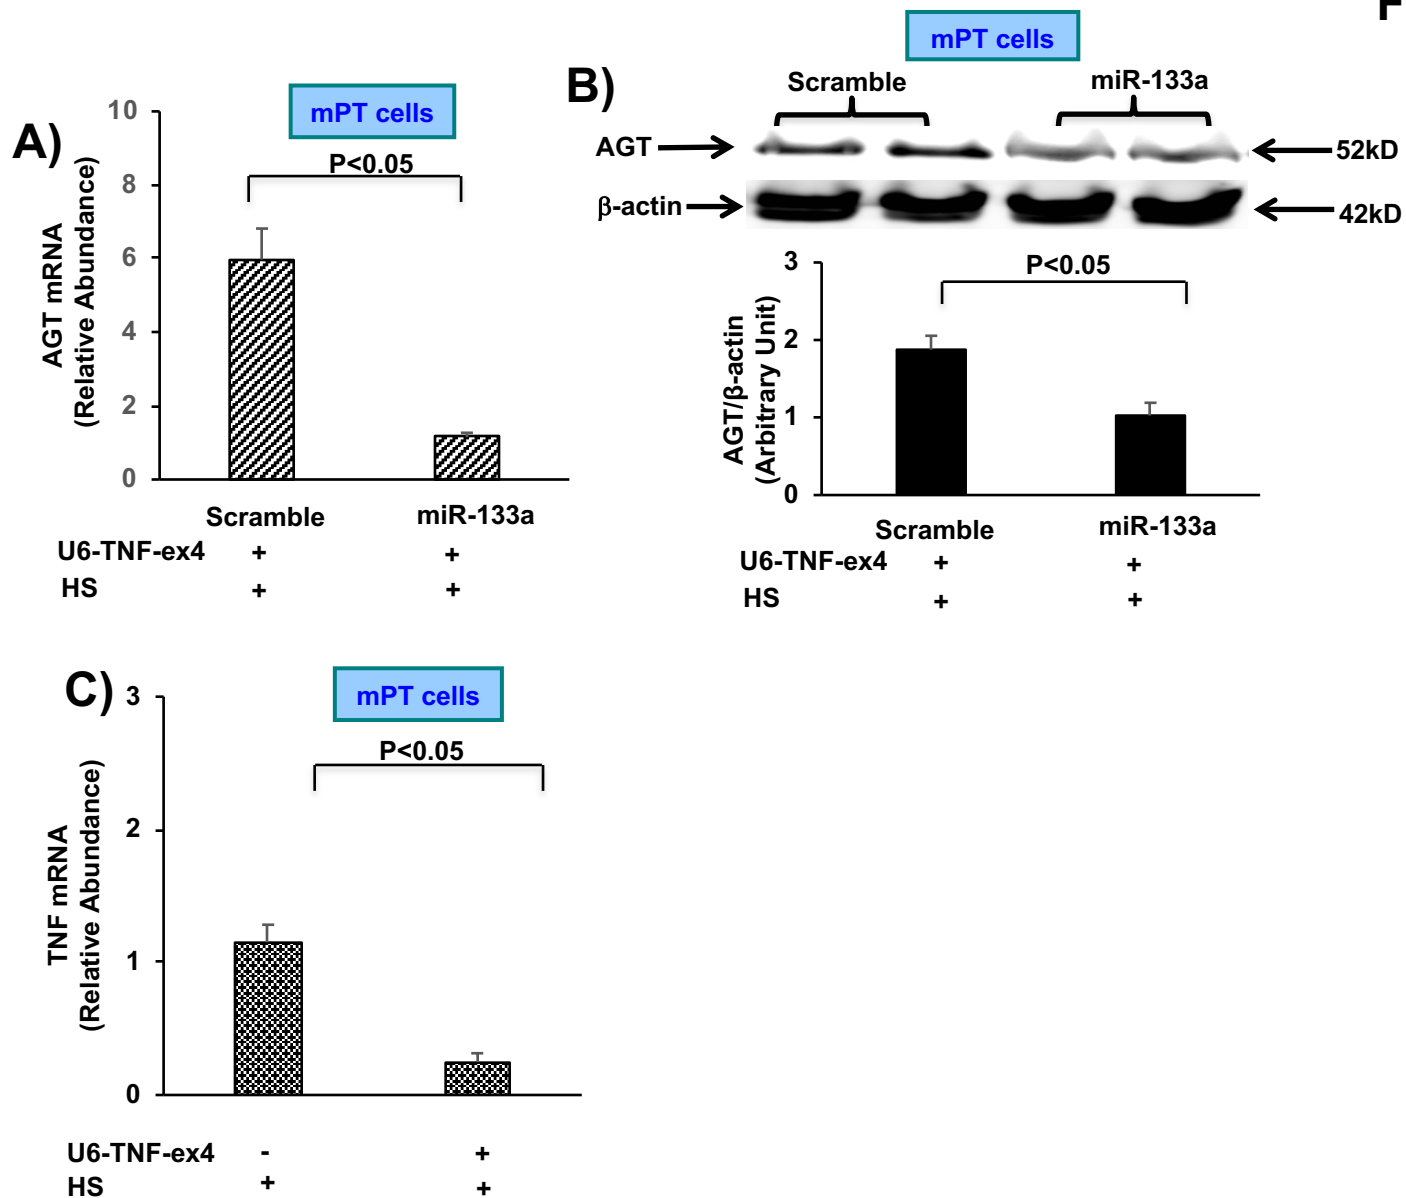 F
A)
mPT cells
P<0.05
10
8
6
4
2
0
AGT mRNA
(Relative Abundance)
Scramble miR-133a
U6-TNF-ex4 + +
HS + +
B)
mPT cells
Scramble miR-133a
AGT 52kD
β-actin 42kD
P<0.05
3
2
1
0
AGT/β-actin
(Arbitrary Unit)
Scramble miR-133a
U6-TNF-ex4 + +
HS + +
C)
mPT cells
P<0.05
3
2
1
0
TNF mRNA
(Relative Abundance)
U6-TNF-ex4 - +
HS + +